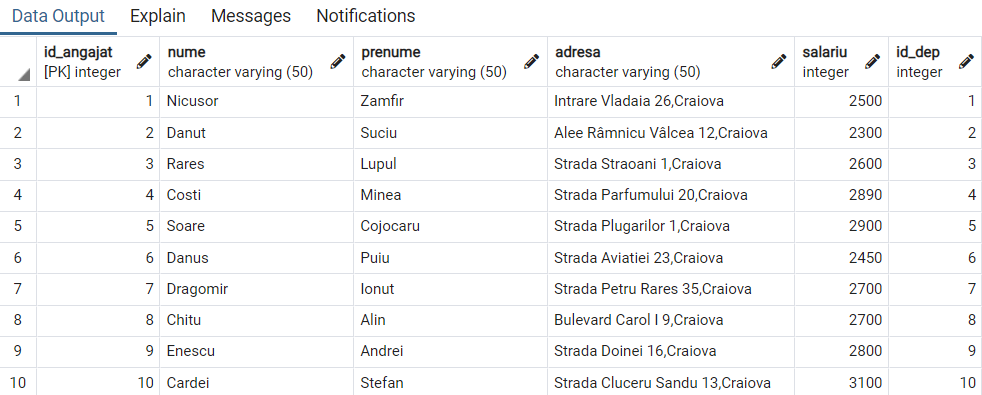 Data Output Explain Messages Notifications
id_angajat nume prenume adresa salariu id_dep
[PK] integer character varying (50) character varying (50) character varying (50) integer integer
1 1 Nicusor Zamfir Intrare Vladaia 26,Craiova 2500 1
2 2 Danut Suciu Alee Râmnicu Vâlcea 12,Craiova 2300 2
3 3 Rares Lupul Strada Straoani 1,Craiova 2600 3
4 4 Costi Minea Strada Parfumului 20,Craiova 2890 4
5 5 Soare Cojocaru Strada Plugarilor 1,Craiova 2900 5
6 6 Danus Puiu Strada Aviatiei 23,Craiova 2450 6
7 7 Dragomir Ionut Strada Petru Rares 35,Craiova 2700 7
8 8 Chitu Alin Bulevard Carol I 9,Craiova 2700 8
9 9 Enescu Andrei Strada Doinei 16,Craiova 2800 9
10 10 Cardei Stefan Strada Cluceru Sandu 13,Craiova 3100 10